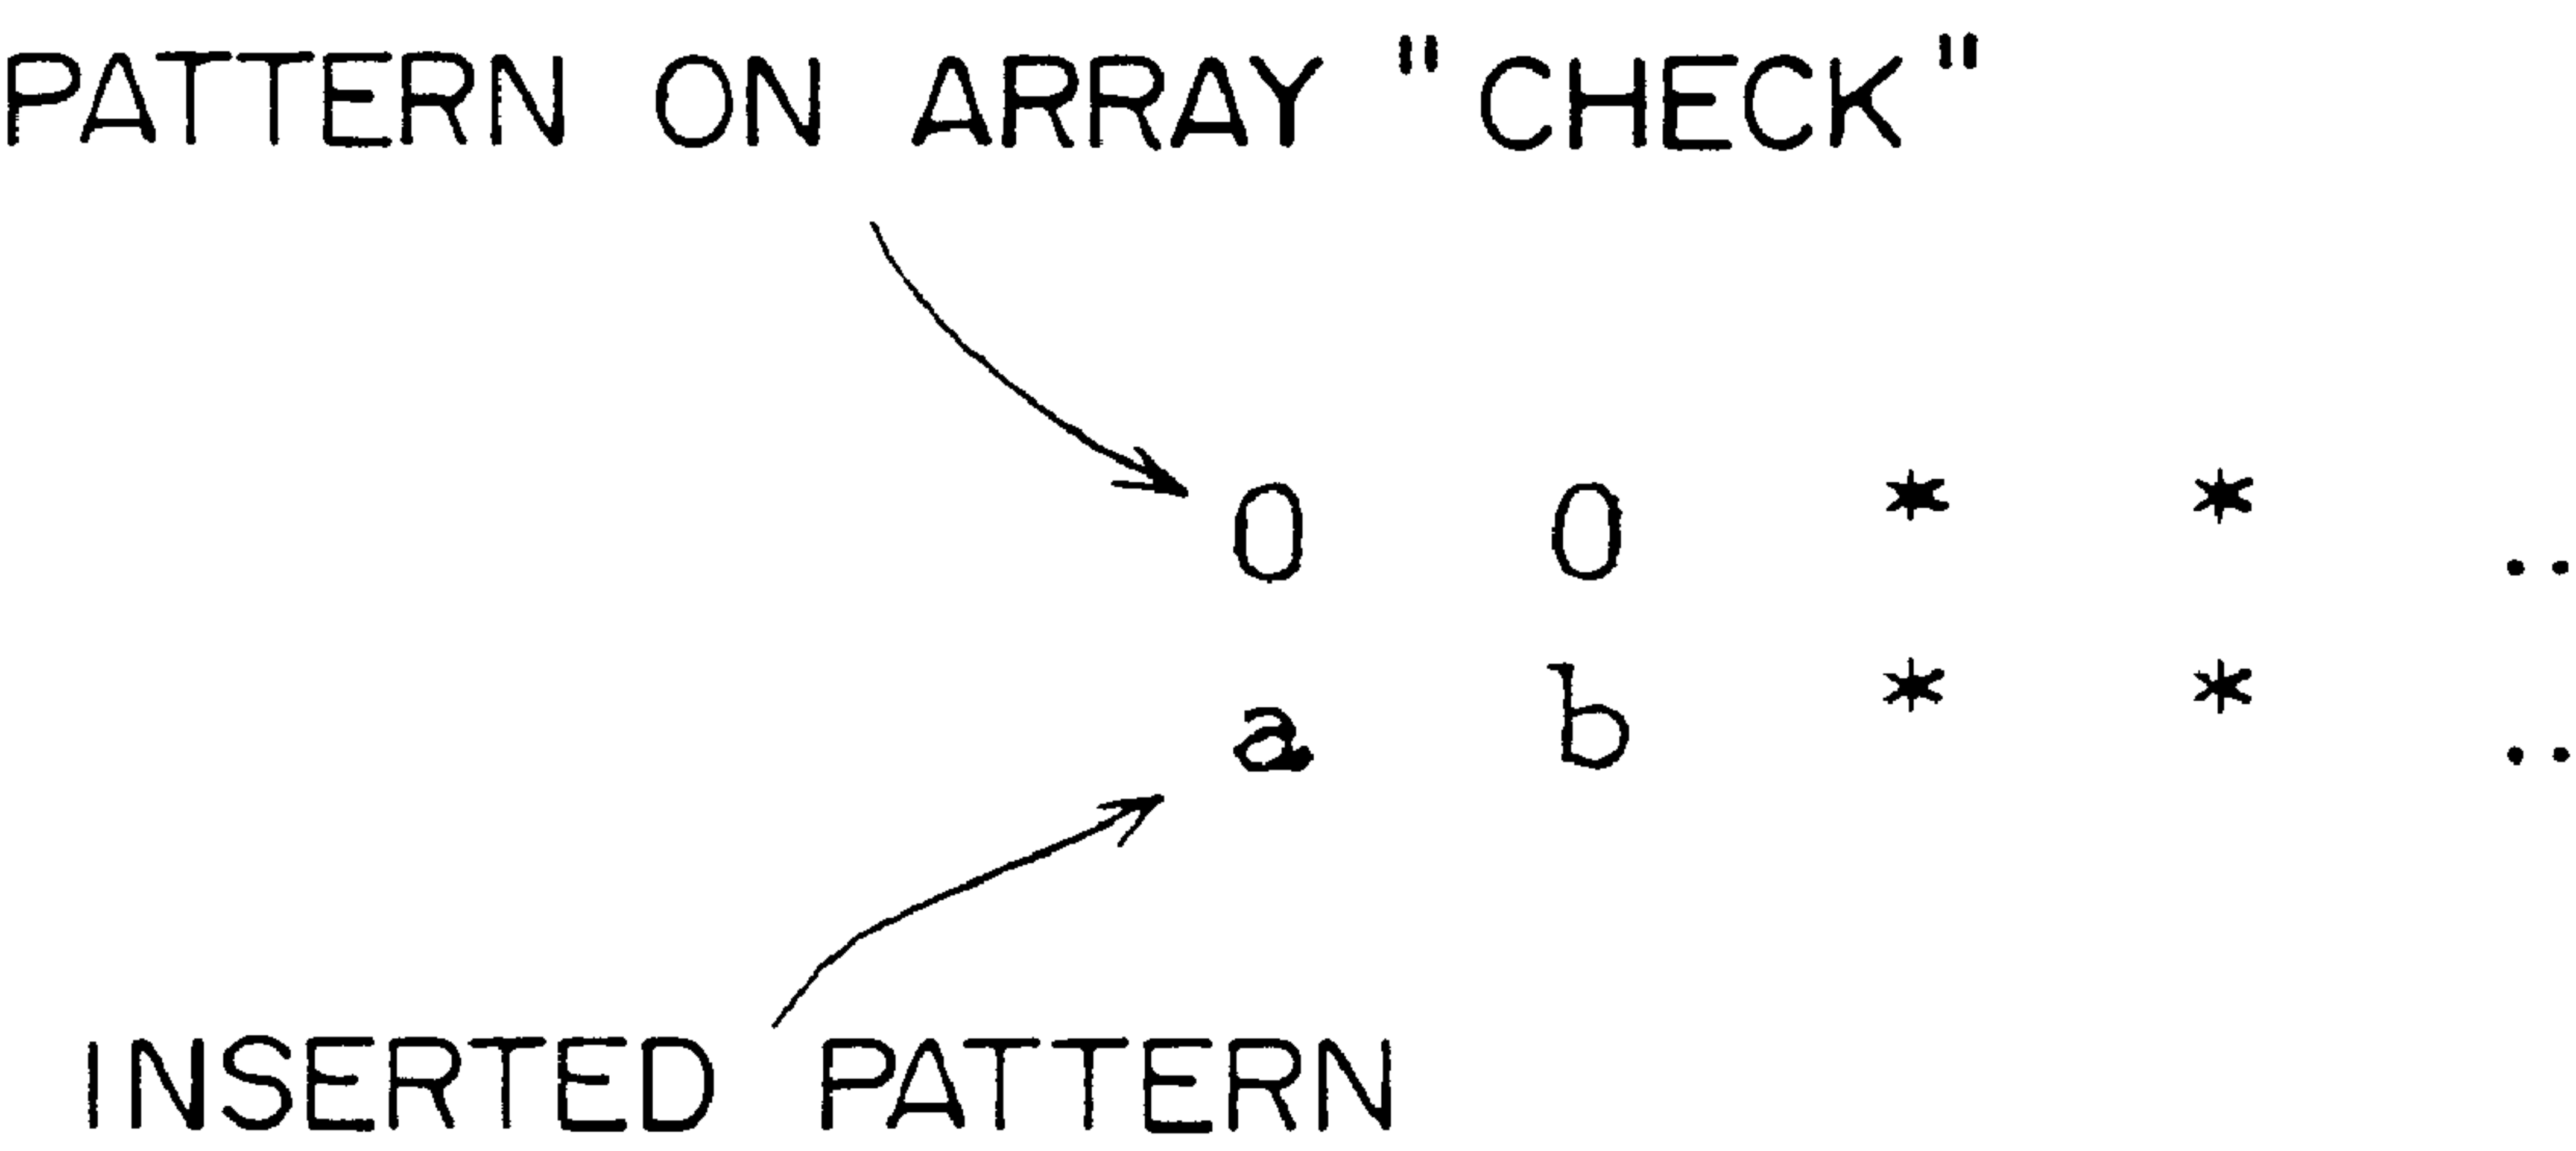 PATTERN ON ARRAY "CHECK"
0 0 * * ..
a b * * ..
INSERTED PATTERN